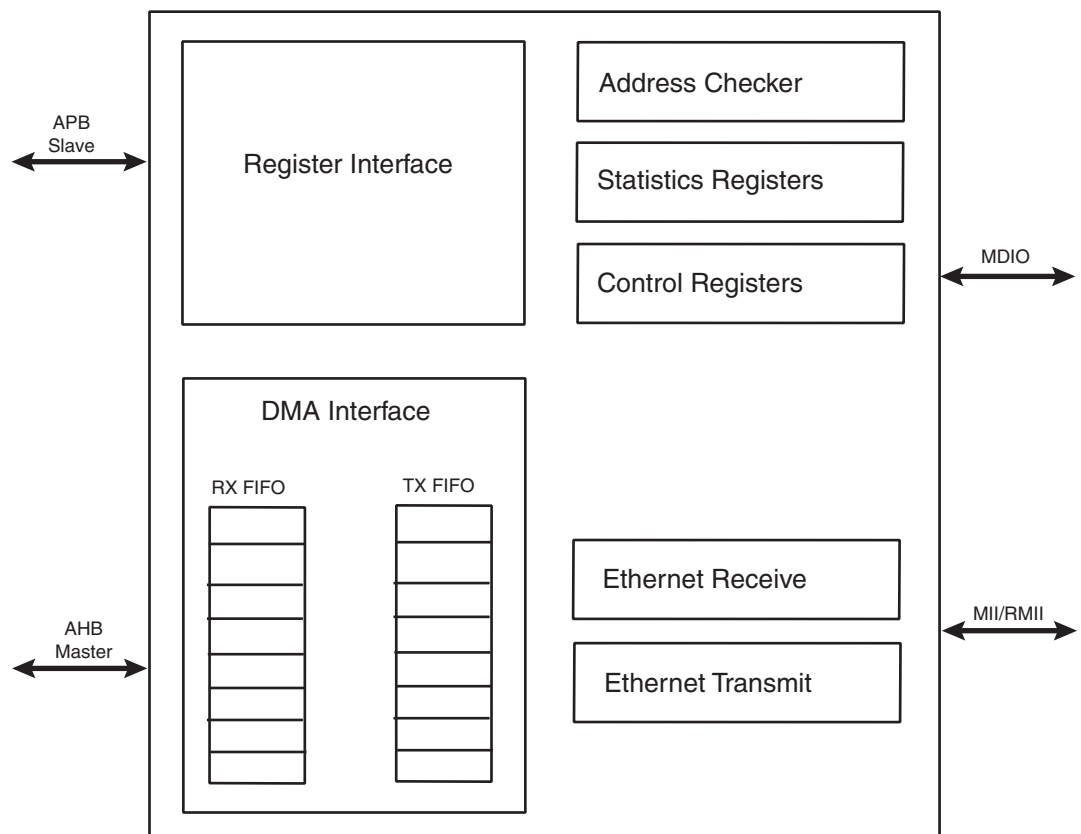 Address Checker
APB
Slave
Register Interface
Statistics Registers
MDIO
Control Registers
DMA Interface
RX FIFO
TX FIFO
Ethernet Receive
MII/RMII
AHB
Master
Ethernet Transmit